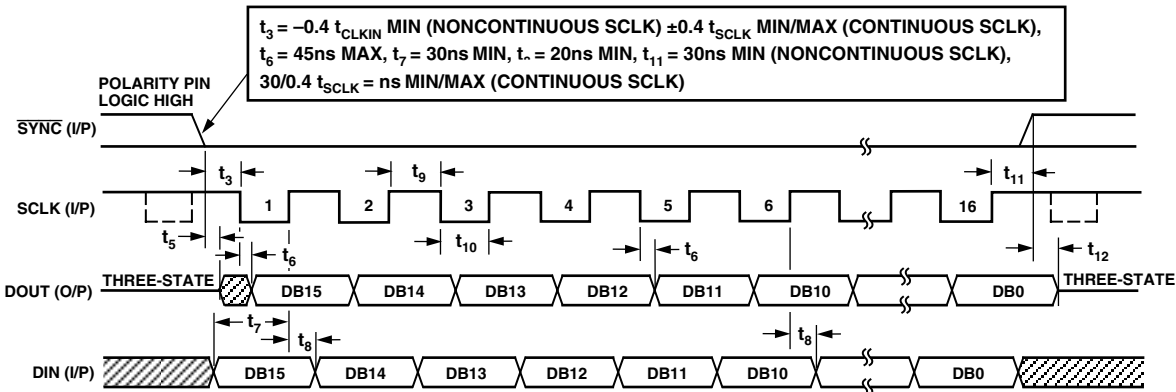 t3 = –0.4 tCLKIN MIN (NONCONTINUOUS SCLK) ±0.4 tSCLK MIN/MAX (CONTINUOUS SCLK),
t6 = 45ns MAX, t7 = 30ns MIN, = 20ns MIN, t11 = 30ns MIN (NONCONTINUOUS SCLK),
30/0.4 tSCLK = ns MIN/MAX (CONTINUOUS SCLK)
POLARITY PIN
LOGIC HIGH
SYNC (I/P)
t3
t9
t11
SCLK (I/P)
1
2
3
4
5
6
16
t5
t6
t10
t6
t12
THREE-STATE
THREE-STATE
DOUT (O/P)
DB15
DB14
DB13
DB12
DB11
DB10
DB0
t7
t8
t8
DIN (I/P)
DB15
DB14
DB13
DB12
DB11
DB10
DB0